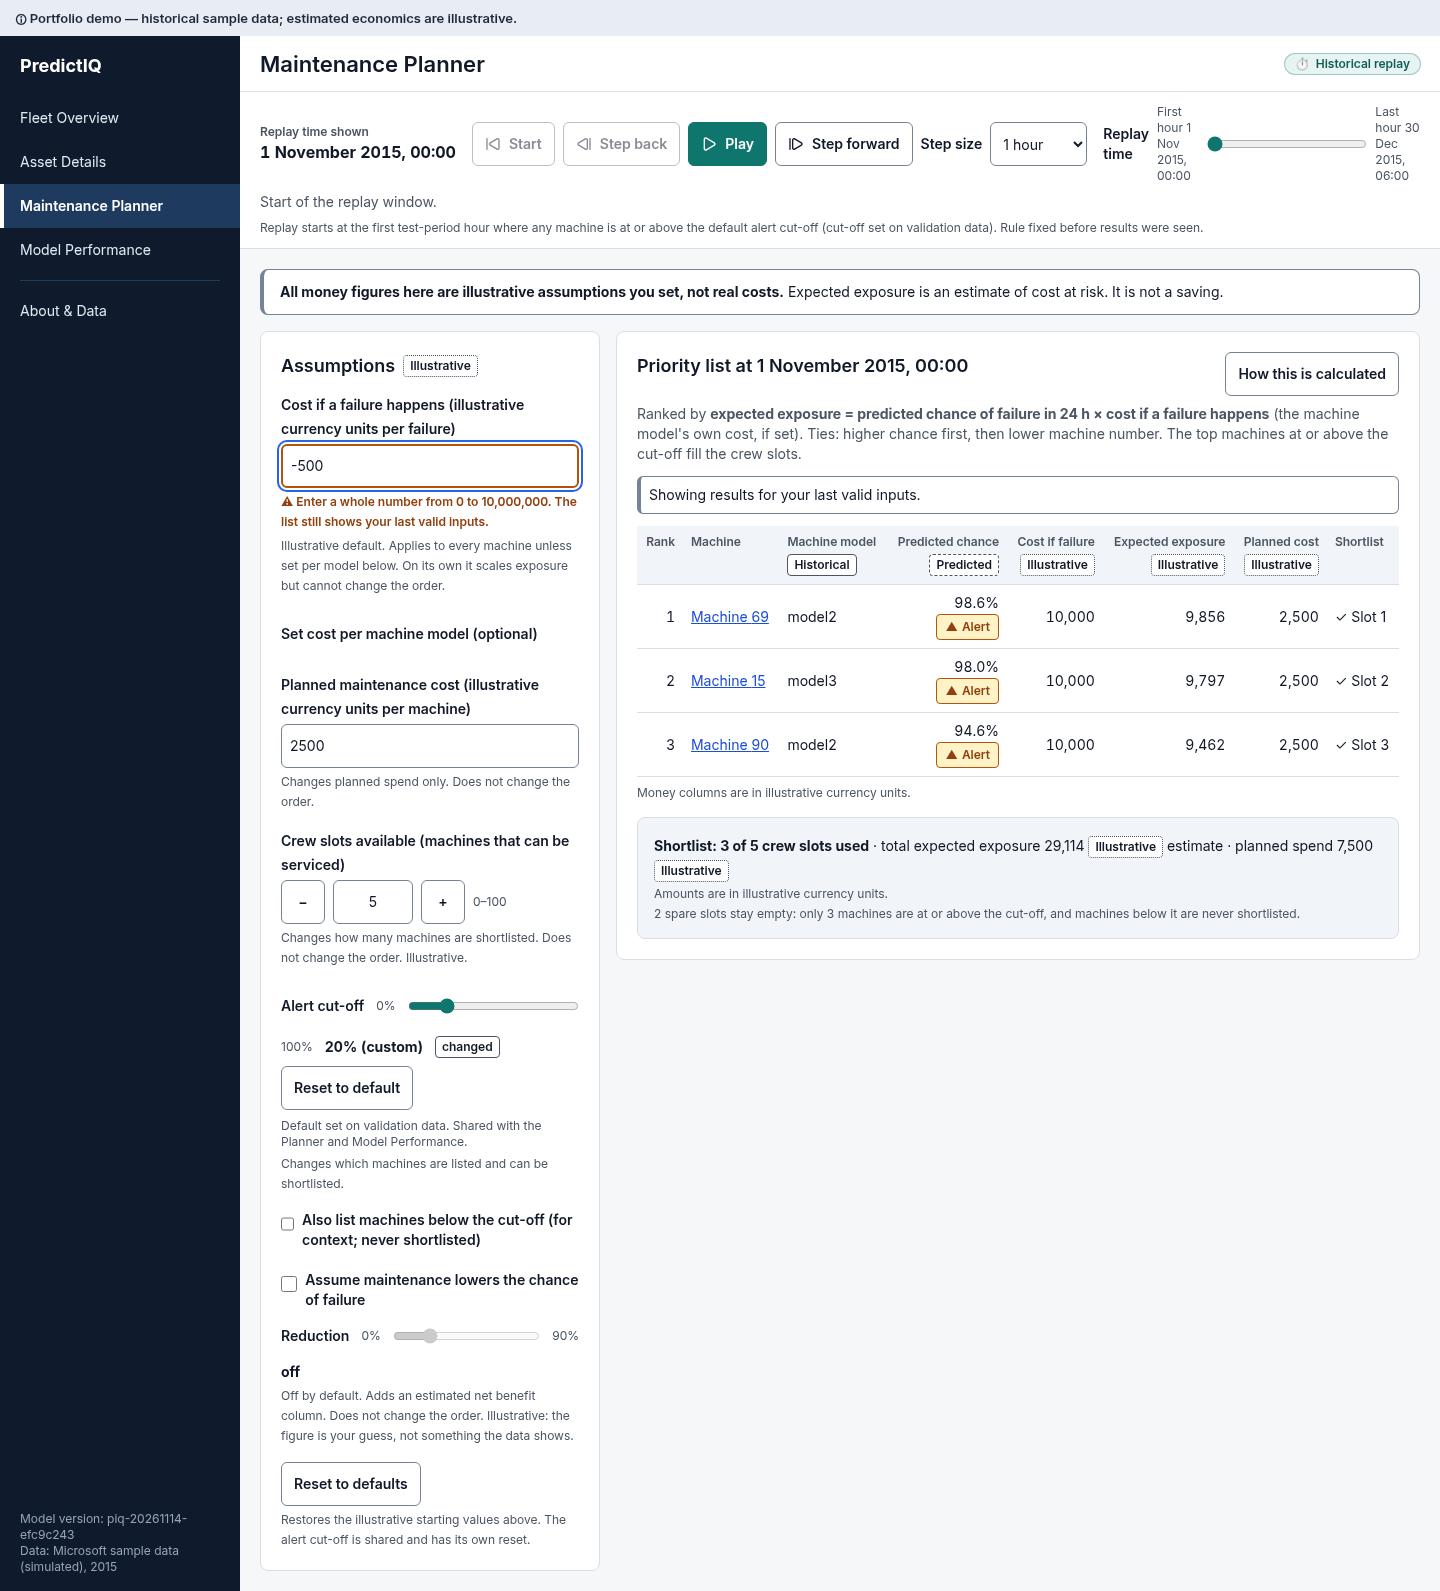 Portfolio demo — historical sample data; estimated economics are illustrative.
PredictIQ
Fleet Overview
Asset Details
Maintenance Planner
Model Performance
About & Data
Model version: piq-20261114-
efc9c243
Data: Microsoft sample data
(simulated), 2015
Maintenance Planner
Historical replay
Replay time shown
1 November 2015, 00:00
Start
Step back
Play
Step forward
Step size
1 hour
Replay
time
First
hour 1
Nov
2015,
00:00
Last
hour 30
Dec
2015,
06:00
Start of the replay window.
Replay starts at the first test-period hour where any machine is at or above the default alert cut-off (cut-off set on validation data). Rule fixed before results were seen.
All money figures here are illustrative assumptions you set, not real costs. Expected exposure is an estimate of cost at risk. It is not a saving.
Assumptions Illustrative
Cost if a failure happens (illustrative
currency units per failure)
-500
⚠ Enter a whole number from 0 to 10,000,000. The
list still shows your last valid inputs.
Illustrative default. Applies to every machine unless
set per model below. On its own it scales exposure
but cannot change the order.
Set cost per machine model (optional)
Planned maintenance cost (illustrative
currency units per machine)
2500
Changes planned spend only. Does not change the
order.
Crew slots available (machines that can be
serviced)
− 5 + 0–100
Changes how many machines are shortlisted. Does
not change the order. Illustrative.
Alert cut-off 0%
100% 20% (custom) changed
Reset to default
Default set on validation data. Shared with the
Planner and Model Performance.
Changes which machines are listed and can be
shortlisted.
Also list machines below the cut-off (for
context; never shortlisted)
Assume maintenance lowers the chance
of failure
Reduction 0% 90%
off
Off by default. Adds an estimated net benefit
column. Does not change the order. Illustrative: the
figure is your guess, not something the data shows.
Reset to defaults
Restores the illustrative starting values above. The
alert cut-off is shared and has its own reset.
Priority list at 1 November 2015, 00:00
How this is calculated
Ranked by expected exposure = predicted chance of failure in 24 h × cost if a failure happens (the machine
model's own cost, if set). Ties: higher chance first, then lower machine number. The top machines at or above the
cut-off fill the crew slots.
Showing results for your last valid inputs.
Rank Machine Machine model Predicted chance Cost if failure Expected exposure Planned cost Shortlist
Historical Predicted Illustrative Illustrative Illustrative
1 Machine 69 model2 98.6% ▲ Alert 10,000 9,856 2,500 ✓ Slot 1
2 Machine 15 model3 98.0% ▲ Alert 10,000 9,797 2,500 ✓ Slot 2
3 Machine 90 model2 94.6% ▲ Alert 10,000 9,462 2,500 ✓ Slot 3
Money columns are in illustrative currency units.
Shortlist: 3 of 5 crew slots used · total expected exposure 29,114 Illustrative estimate · planned spend 7,500
Illustrative
Amounts are in illustrative currency units.
2 spare slots stay empty: only 3 machines are at or above the cut-off, and machines below it are never shortlisted.